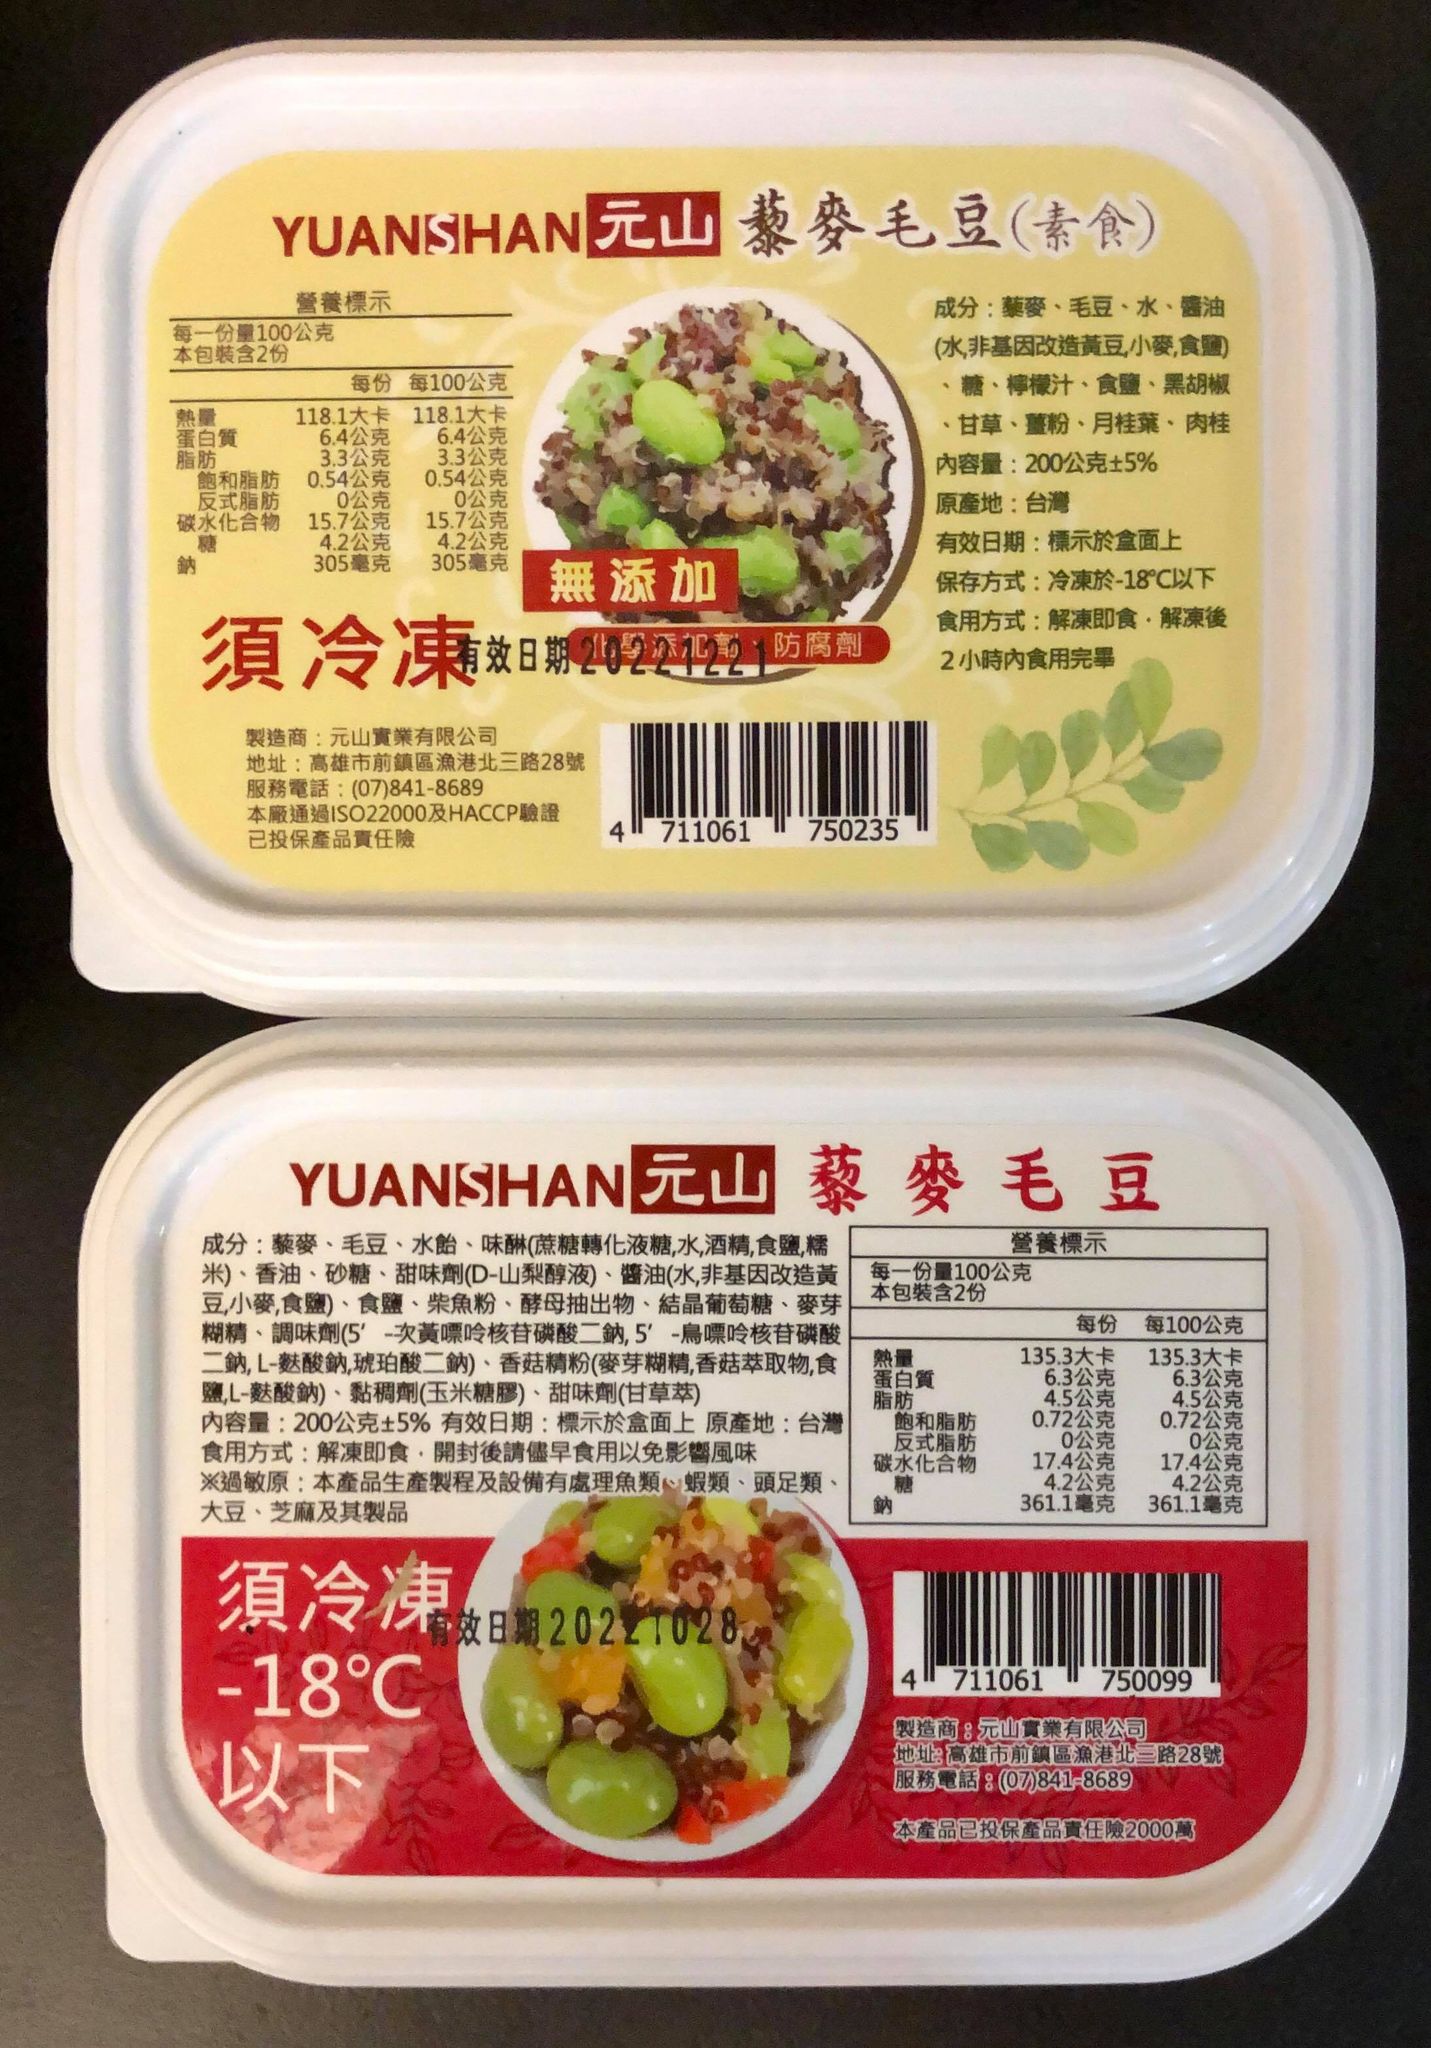 YUANSHAN元山 藜麥毛豆(素食)
營養標示
每一份量100公克
本包裝含2份
每份 每100公克
熱量 118.1大卡 118.1大卡
蛋白質 6.4公克 6.4公克
脂肪 3.3公克 3.3公克
飽和脂肪 0.54公克 0.54公克
反式脂肪 0公克 0公克
碳水化合物 15.7公克 15.7公克
糖 4.2公克 4.2公克
鈉 305毫克 305毫克
無添加
化學添加劑、防腐劑
須冷凍
有效日期20221221
成分：藜麥、毛豆、水、醬油
(水,非基因改造黃豆,小麥,食鹽)
、糖、檸檬汁、食鹽、黑胡椒
、甘草、薑粉、月桂葉、肉桂
內容量：200公克±5%
原產地：台灣
有效日期：標示於盒面上
保存方式：冷凍於-18℃以下
食用方式：解凍即食，解凍後
2小時內食用完畢
製造商：元山實業有限公司
地址：高雄市前鎮區漁港北三路28號
服務電話：(07)841-8689
本廠通過ISO22000及HACCP驗證
已投保產品責任險
4 711061 750235
YUANSHAN元山 藜麥毛豆
成分：藜麥、毛豆、水飴、味醂(蔗糖轉化液糖,水,酒精,食鹽,糯
米)、香油、砂糖、甜味劑(D-山梨醇液)、醬油(水,非基因改造黃
豆,小麥,食鹽)、食鹽、柴魚粉、酵母抽出物、結晶葡萄糖、麥芽
糊精、調味劑(5’-次黃嘌呤核苷磷酸二鈉, 5’-鳥嘌呤核苷磷酸
二鈉, L-麩酸鈉,琥珀酸二鈉)、香菇精粉(麥芽糊精,香菇萃取物,食
鹽,L-麩酸鈉)、黏稠劑(玉米糖膠)、甜味劑(甘草萃)
內容量：200公克±5% 有效日期：標示於盒面上 原產地：台灣
食用方式：解凍即食，開封後請儘早食用以免影響風味
※過敏原：本產品生產製程及設備有處理魚類、蝦類、頭足類、
大豆、芝麻及其製品
營養標示
每一份量100公克
本包裝含2份
每份 每100公克
熱量 135.3大卡 135.3大卡
蛋白質 6.3公克 6.3公克
脂肪 4.5公克 4.5公克
飽和脂肪 0.72公克 0.72公克
反式脂肪 0公克 0公克
碳水化合物 17.4公克 17.4公克
糖 4.2公克 4.2公克
鈉 361.1毫克 361.1毫克
須冷凍
-18℃
以下
有效日期20221028
4 711061 750099
製造商：元山實業有限公司
地址: 高雄市前鎮區漁港北三路28號
服務電話：(07)841-8689
本產品已投保產品責任險2000萬